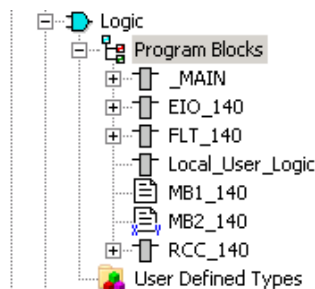 Logic
Program Blocks
_MAIN
EIO_140
FLT_140
Local_User_Logic
MB1_140
MB2_140
RCC_140
User Defined Types